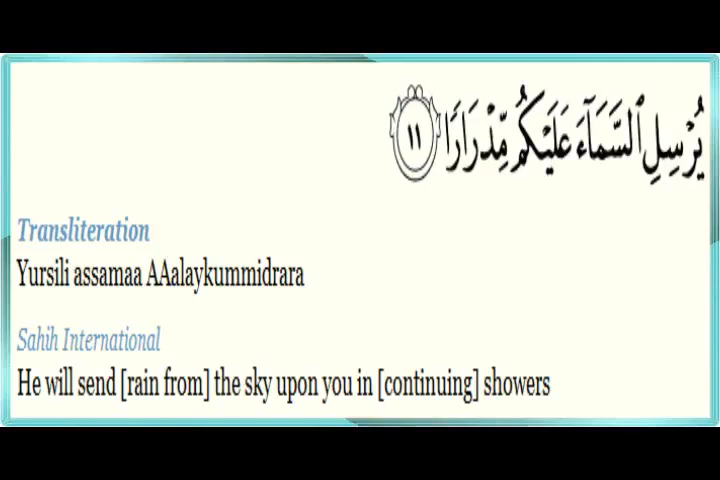 يُرْسِلِ ٱلسَّمَآءَ عَلَيْكُم مِّدْرَارًا ١١
Transliteration
Yursili assamaa AAalaykummidrara
Sahih International
He will send [rain from] the sky upon you in [continuing] showers